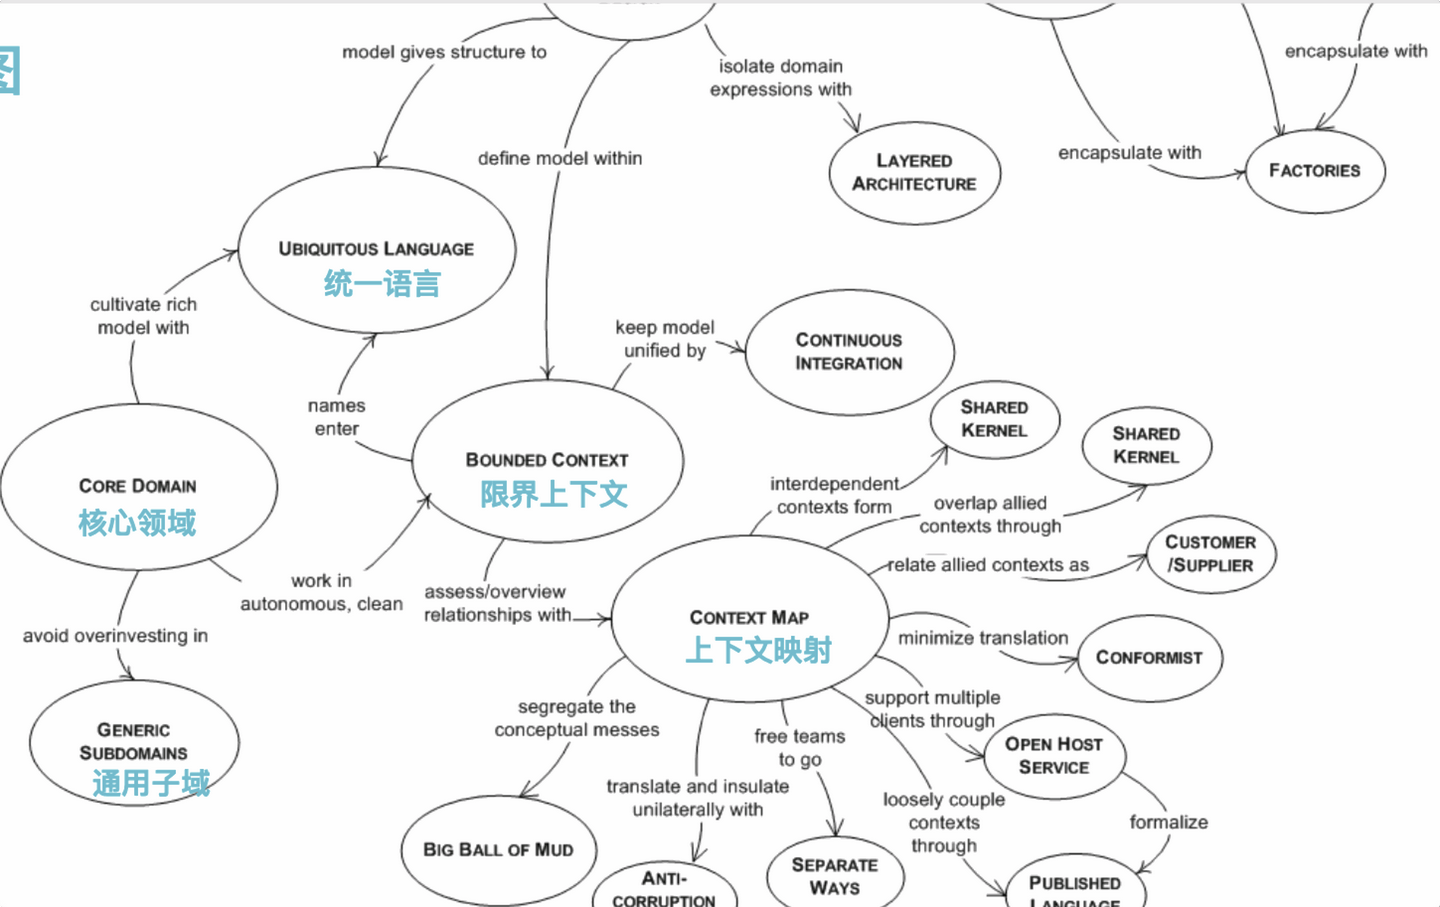 图
model gives structure to
isolate domain
expressions with
encapsulate with
define model within
encapsulate with
LAYERED
ARCHITECTURE
FACTORIES
UBIQUITOUS LANGUAGE
统一语言
cultivate rich
model with
keep model
unified by
CONTINUOUS
INTEGRATION
names
enter
SHARED
KERNEL
SHARED
KERNEL
CORE DOMAIN
核心领域
BOUNDED CONTEXT
限界上下文
interdependent
contexts form
overlap allied
contexts through
CUSTOMER
/SUPPLIER
relate allied contexts as
work in
autonomous, clean
assess/overview
relationships with
CONTEXT MAP
上下文映射
minimize translation
CONFORMIST
avoid overinvesting in
GENERIC
SUBDOMAINS
通用子域
segregate the
conceptual messes
support multiple
clients through
free teams
to go
OPEN HOST
SERVICE
translate and insulate
unilaterally with
loosely couple
contexts
through
formalize
BIG BALL OF MUD
ANTI-
CORRUPTION
SEPARATE
WAYS
PUBLISHED
LANGUAGE